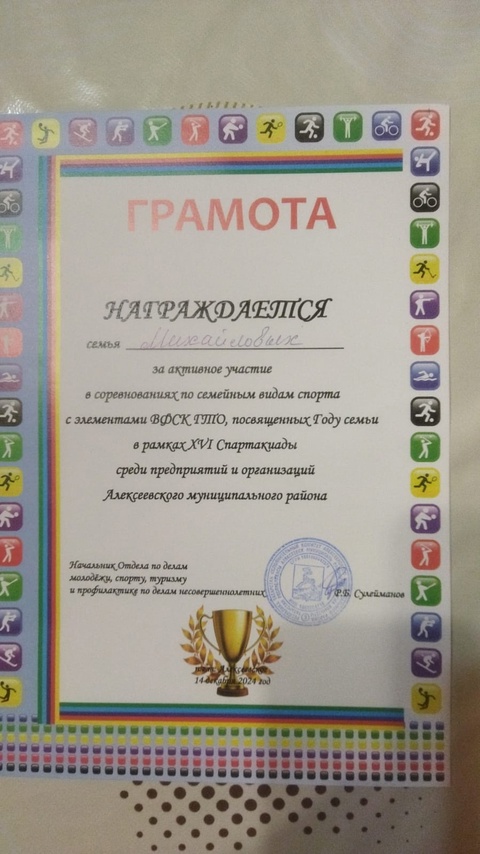 ГРАМОТА
НАГРАЖДАЕТСЯ
семья Михайловых
за активное участие
в соревнованиях по семейным видам спорта
с элементами ВФСК ГТО, посвященных Году семьи
в рамках XVI Спартакиады
среди предприятий и организаций
Алексеевского муниципального района
Начальник Отдела по делам
молодёжи, спорту, туризму
и профилактике по делам несовершеннолетних Р.Б. Сулейманов
Алексеевское
14 декабря 2024 год